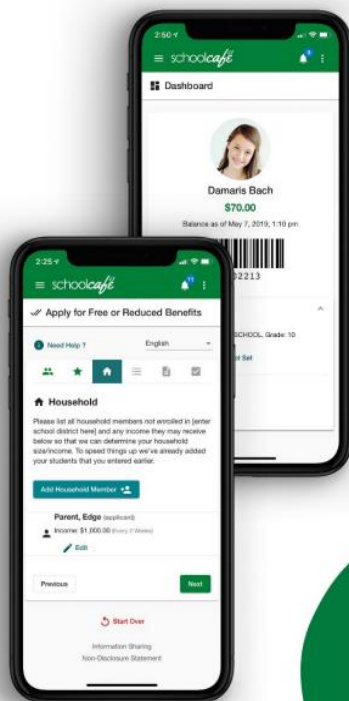 2:50
schoolcafé
Dashboard
Damaris Bach
$70.00
Balance as of May 7, 2019, 1:10 pm
02213
SCHOOL, Grade: 10
t Set
2:25
schoolcafé
11
Apply for Free or Reduced Benefits
Need Help ?
English
Household
Please list all household members not enrolled in [enter
school district here] and any income they may receive
below so that we can determine your household
size/income. To speed things up we've already added
your students that you entered earlier.
Add Household Member
Parent, Edge (applicant)
Income: $1,000.00 (Every 2 Weeks)
Edit
Previous
Next
Start Over
Information Sharing
Non-Disclosure Statement